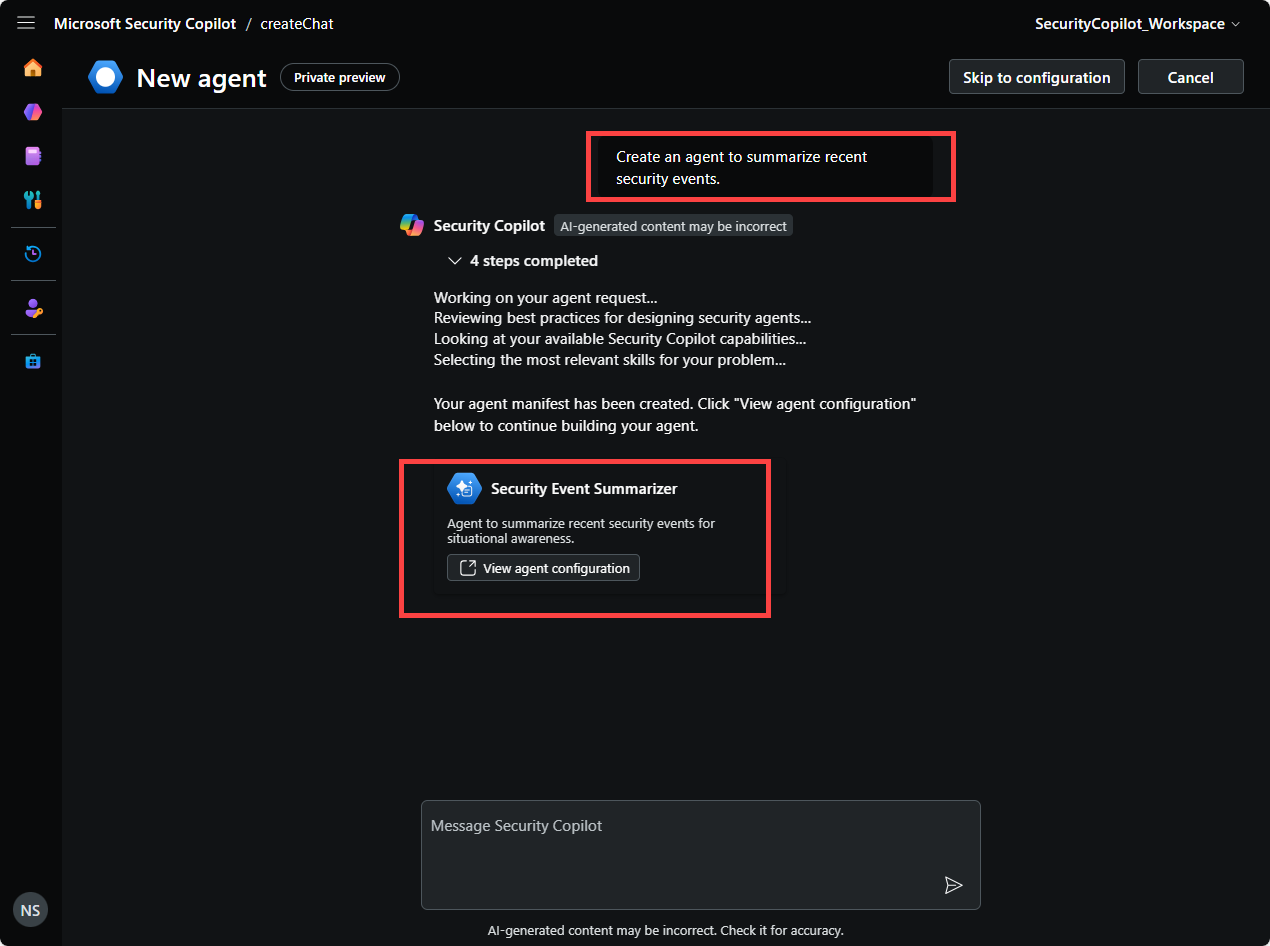 Microsoft Security Copilot / createChat
SecurityCopilot_Workspace
New agent
Private preview
Skip to configuration
Cancel
Create an agent to summarize recent
security events.
Security Copilot
AI-generated content may be incorrect
4 steps completed
Working on your agent request...
Reviewing best practices for designing security agents...
Looking at your available Security Copilot capabilities...
Selecting the most relevant skills for your problem...
Your agent manifest has been created. Click "View agent configuration"
below to continue building your agent.
Security Event Summarizer
Agent to summarize recent security events for
situational awareness.
View agent configuration
Message Security Copilot
NS
AI-generated content may be incorrect. Check it for accuracy.